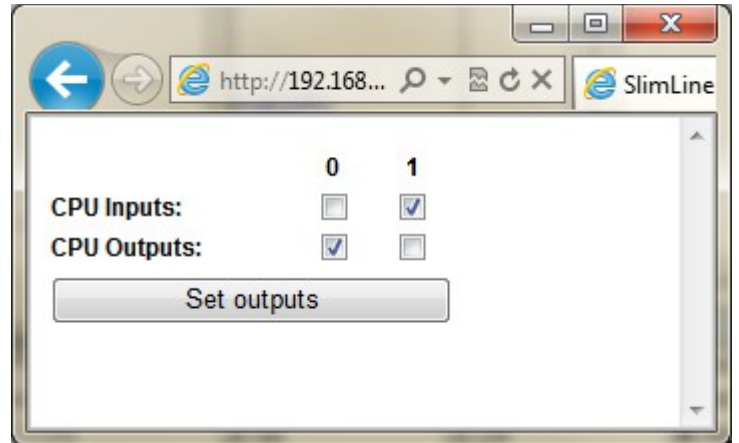 http://192.168...
SlimLine
0 1
CPU Inputs:
CPU Outputs:
Set outputs